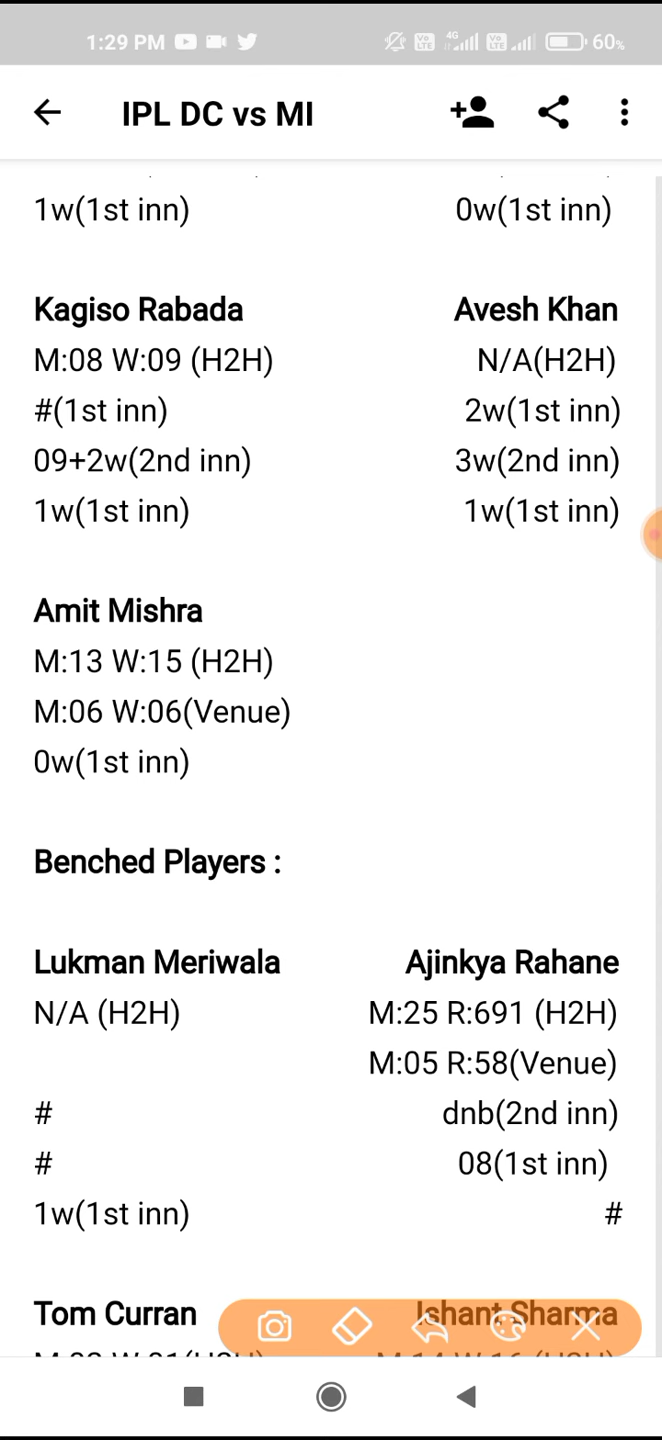 1:29 PM 4G 60%
IPL DC vs MI
1w(1st inn) 0w(1st inn)
Kagiso Rabada Avesh Khan
M:08 W:09 (H2H) N/A(H2H)
#(1st inn) 2w(1st inn)
09+2w(2nd inn) 3w(2nd inn)
1w(1st inn) 1w(1st inn)
Amit Mishra
M:13 W:15 (H2H)
M:06 W:06(Venue)
0w(1st inn)
Benched Players :
Lukman Meriwala Ajinkya Rahane
N/A (H2H) M:25 R:691 (H2H)
M:05 R:58(Venue)
# dnb(2nd inn)
# 08(1st inn)
1w(1st inn) #
Tom Curran Ishant Sharma